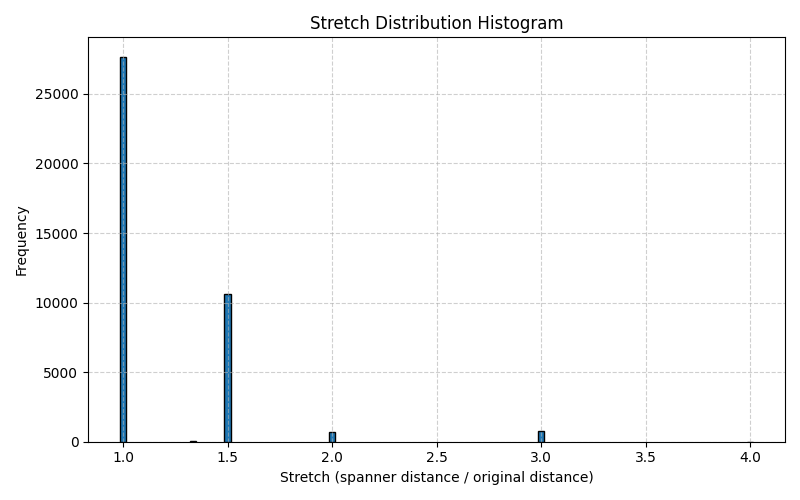 Stretch Distribution Histogram
Frequency
25000
20000
15000
10000
5000
0
1.0 1.5 2.0 2.5 3.0 3.5 4.0
Stretch (spanner distance / original distance)